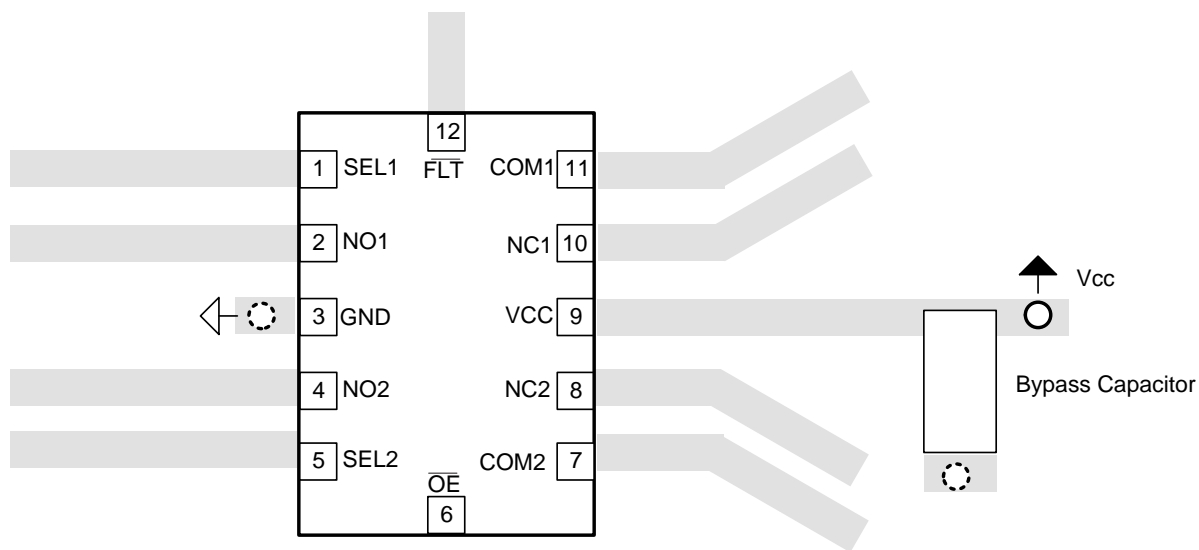 12
FLT
1 SEL1
COM1 11
2 NO1
NC1 10
Vcc
3 GND
VCC 9
4 NO2
NC2 8
Bypass Capacitor
5 SEL2
COM2 7
OE
6